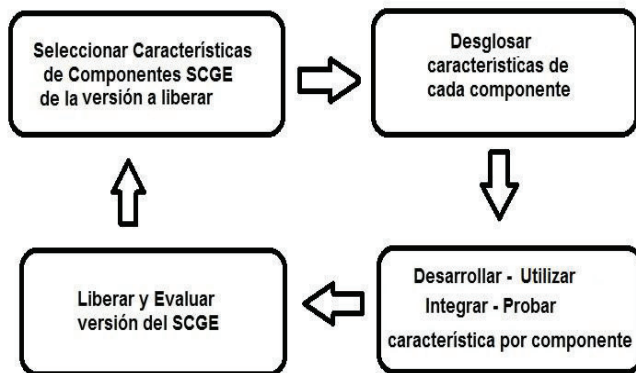 Seleccionar Características
de Componentes SCGE
de la versión a liberar
Desglosar
características de
cada componente
Desarrollar - Utilizar
Integrar - Probar
característica por componente
Liberar y Evaluar
versión del SCGE